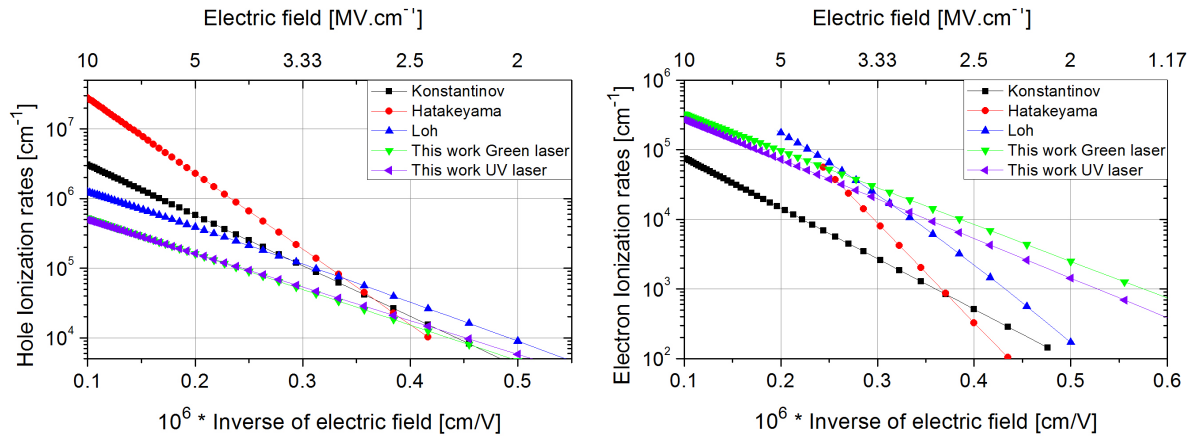 Electric field [MV.cm⁻¹]
10 5 3.33 2.5 2
Hole Ionization rates [cm⁻¹]
10⁷
10⁶
10⁵
10⁴
Konstantinov
Hatakeyama
Loh
This work Green laser
This work UV laser
0.1 0.2 0.3 0.4 0.5
10⁶ * Inverse of electric field [cm/V]
Electric field [MV.cm⁻¹]
10 5 3.33 2.5 2 1.17
Electron Ionization rates [cm⁻¹]
10⁶
10⁵
10⁴
10³
10²
Konstantinov
Hatakeyama
Loh
This work Green laser
This work UV laser
0.1 0.2 0.3 0.4 0.5 0.6
10⁶ * Inverse of electric field [cm/V]